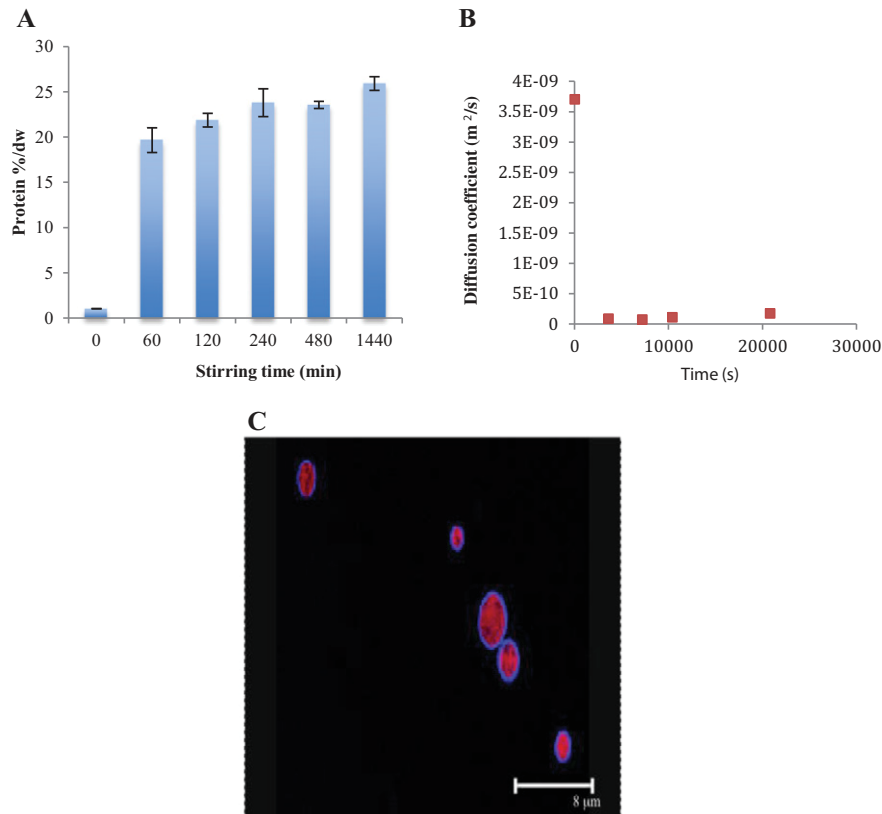 A
Protein %/dw
30
25
20
15
10
5
0
0 60 120 240 480 1440
Stirring time (min)
B
Diffusion coefficient (m ²/s)
4E-09
3.5E-09
3E-09
2.5E-09
2E-09
1.5E-09
1E-09
5E-10
0
0 10000 20000 30000
Time (s)
C
8 μm